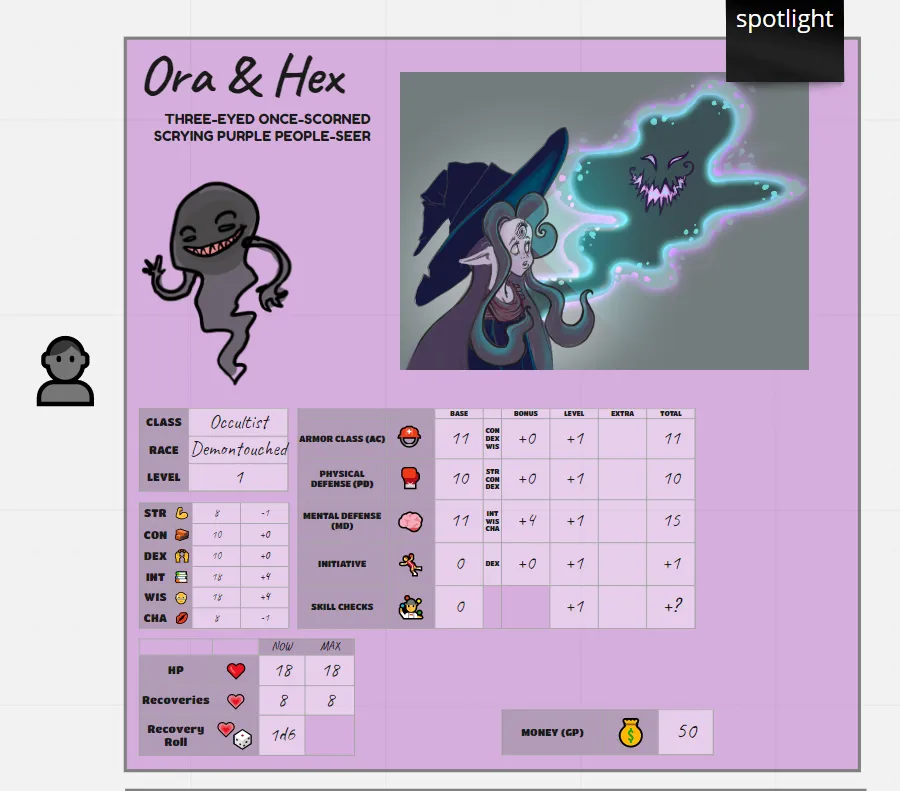 spotlight
Ora & Hex
THREE-EYED ONCE-SCORNED
SCRYING PURPLE PEOPLE-SEER
CLASS Occultist
RACE Demontouched
LEVEL 1
STR 8 -1
CON 10 +0
DEX 10 +0
INT 18 +4
WIS 18 +4
CHA 8 -1
BASE BONUS LEVEL EXTRA TOTAL
ARMOR CLASS (AC) 11 CON DEX WIS +0 +1 11
PHYSICAL DEFENSE (PD) 10 STR CON DEX +0 +1 10
MENTAL DEFENSE (MD) 11 INT WIS CHA +4 +1 15
INITIATIVE 0 DEX +0 +1 +1
SKILL CHECKS 0 +1 +?
NOW MAX
HP 18 18
Recoveries 8 8
Recovery Roll 1d6
MONEY (GP) 50